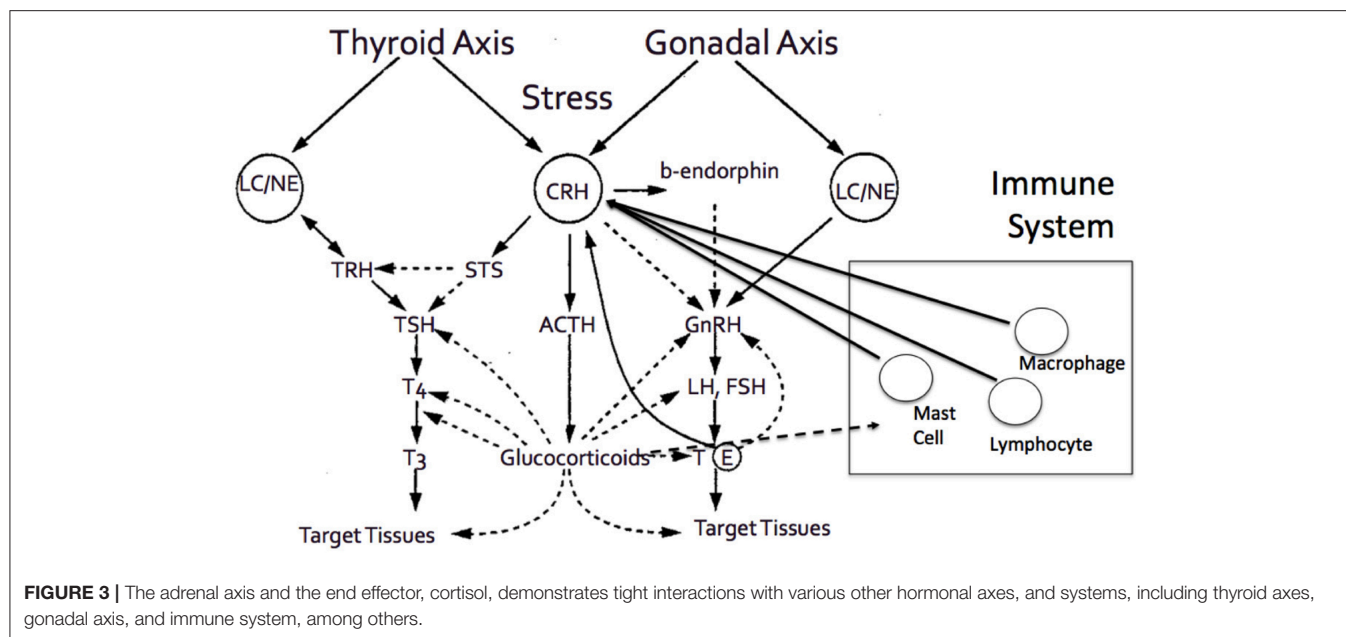 Thyroid Axis
Gonadal Axis
Stress
LC/NE
CRH
b-endorphin
LC/NE
Immune
System
TRH
STS
TSH
ACTH
GnRH
Macrophage
T4
LH, FSH
Mast
Cell
Lymphocyte
T3
Glucocorticoids
T
E
Target Tissues
Target Tissues
FIGURE 3 | The adrenal axis and the end effector, cortisol, demonstrates tight interactions with various other hormonal axes, and systems, including thyroid axes,
gonadal axis, and immune system, among others.